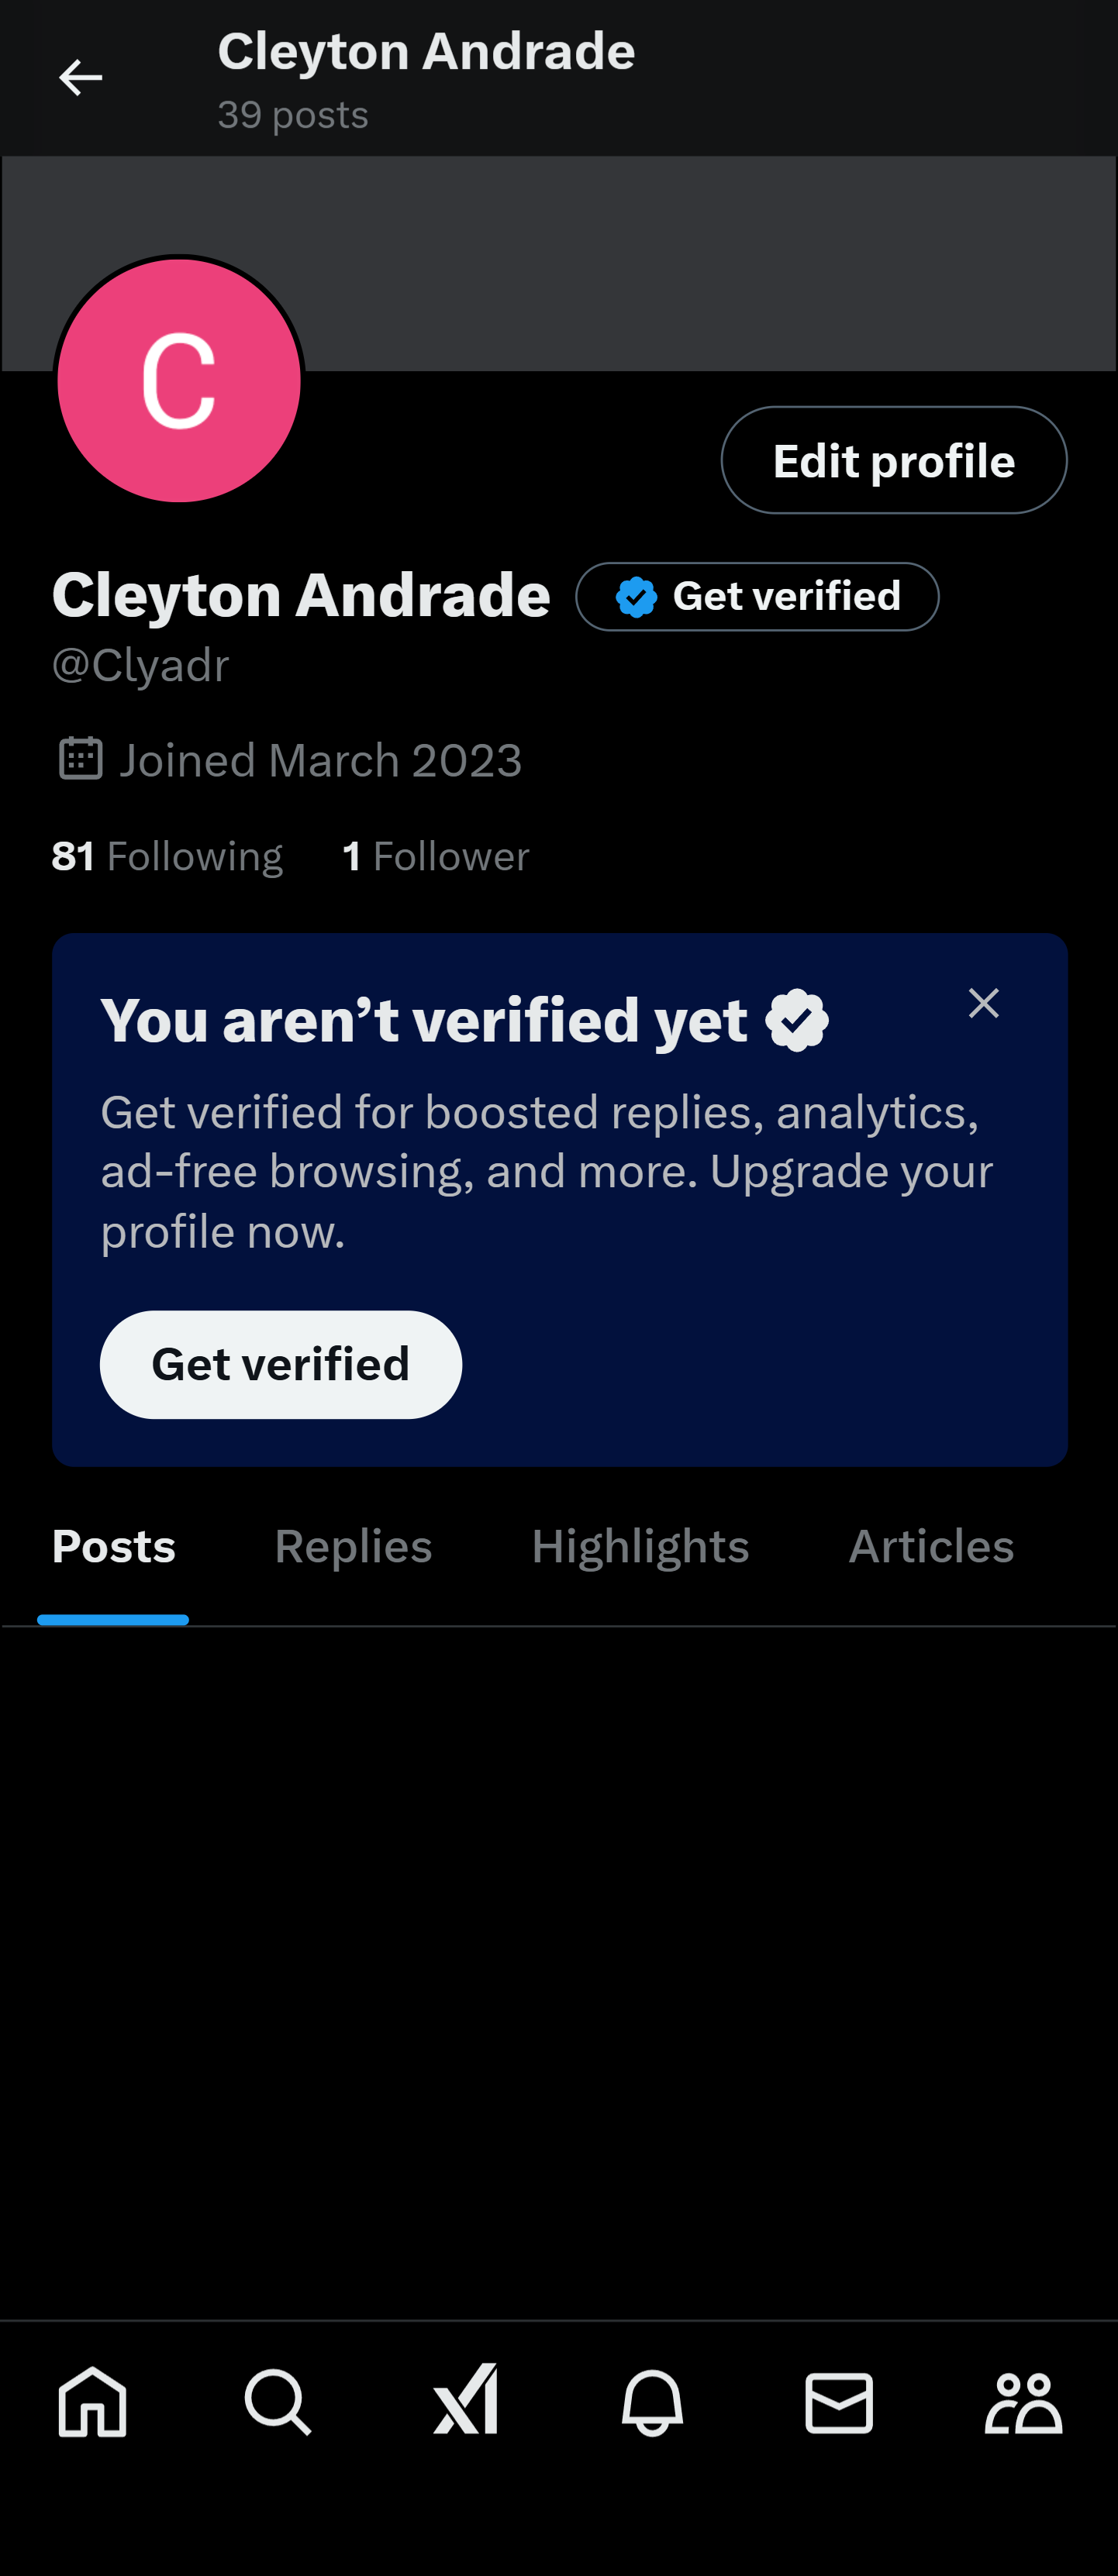 Cleyton Andrade
39 posts
C
Edit profile
Cleyton Andrade
Get verified
@Clyadr
Joined March 2023
81 Following 1 Follower
You aren’t verified yet
Get verified for boosted replies, analytics,
ad-free browsing, and more. Upgrade your
profile now.
Get verified
Posts Replies Highlights Articles